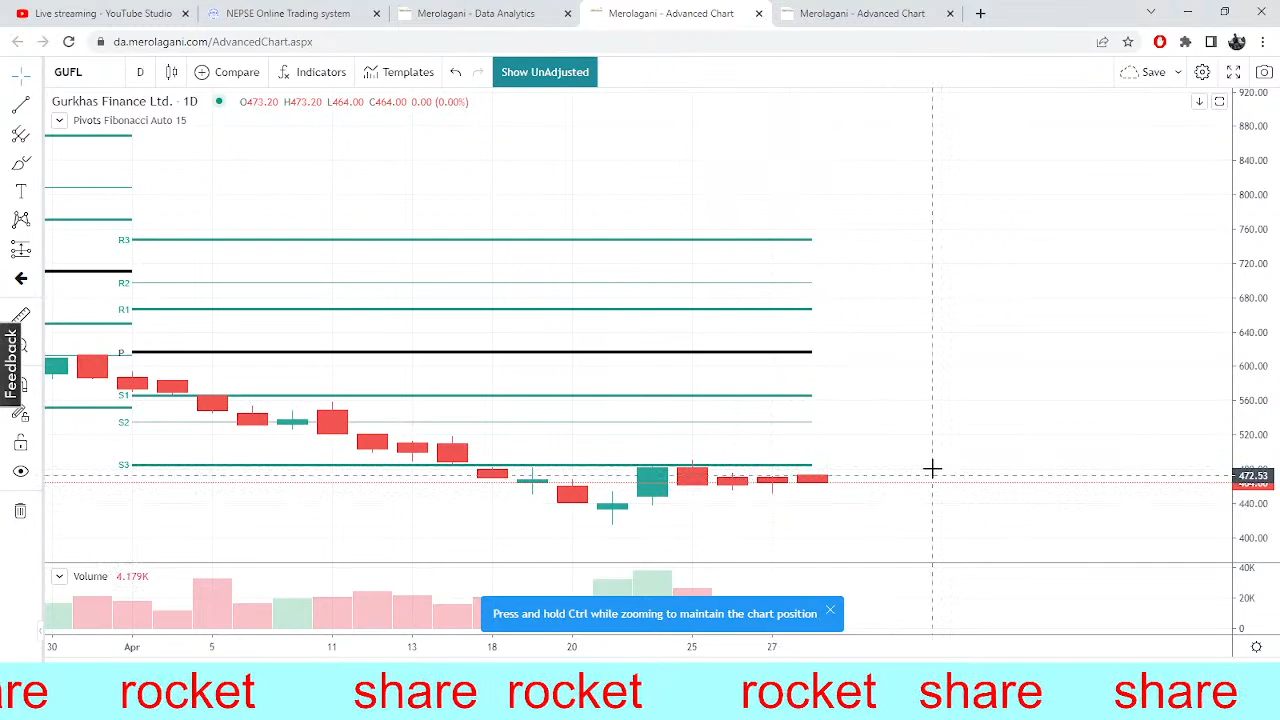 Live streaming - YouTube Studio
NEPSE Online Trading system
Merolagani - Data Analytics
Merolagani - Advanced Chart
Merolagani - Advanced Chart
da.merolagani.com/AdvancedChart.aspx
GUFL D Compare Indicators Templates Show UnAdjusted Save
Gurkhas Finance Ltd. · 1D O473.20 H473.20 L464.00 C464.00 0.00 (0.00%)
Pivots Fibonacci Auto 15
920.00
880.00
840.00
800.00
760.00
R3
720.00
R2
680.00
R1
640.00
P
600.00
S1
560.00
S2
520.00
S3
472.53
440.00
400.00
Feedback
Volume 4.179K
40K
20K
0
Press and hold Ctrl while zooming to maintain the chart position
30 Apr 5 11 13 18 20 25 27
are rocket share rocket rocket share share